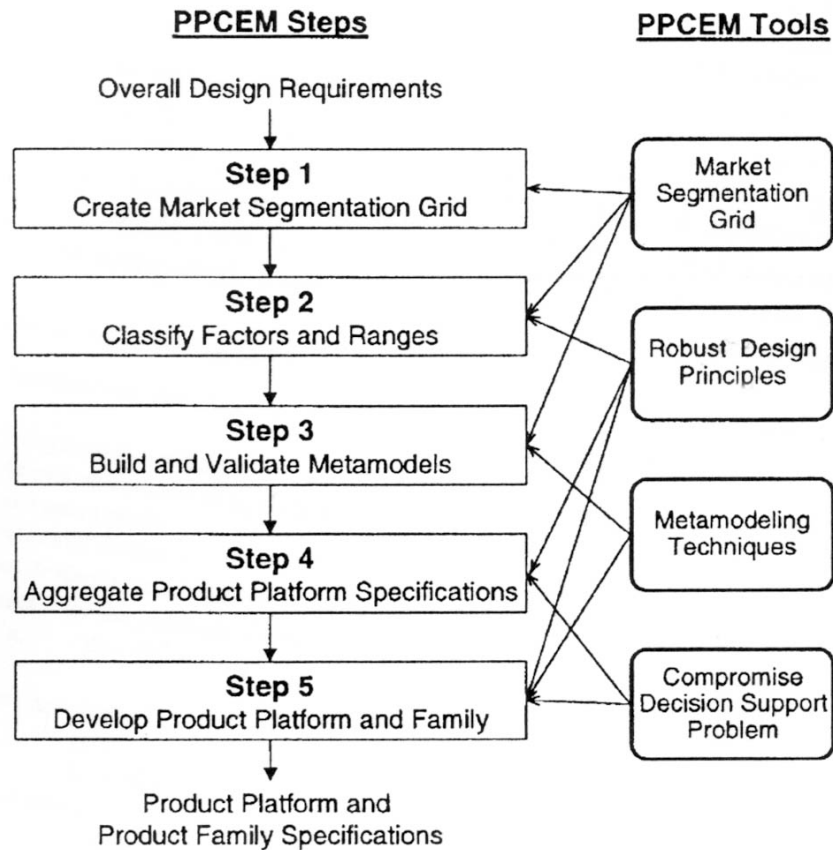 PPCEM Steps
PPCEM Tools
Overall Design Requirements
Step 1
Create Market Segmentation Grid
Step 2
Classify Factors and Ranges
Step 3
Build and Validate Metamodels
Step 4
Aggregate Product Platform Specifications
Step 5
Develop Product Platform and Family
Product Platform and
Product Family Specifications
Market
Segmentation
Grid
Robust Design
Principles
Metamodeling
Techniques
Compromise
Decision Support
Problem